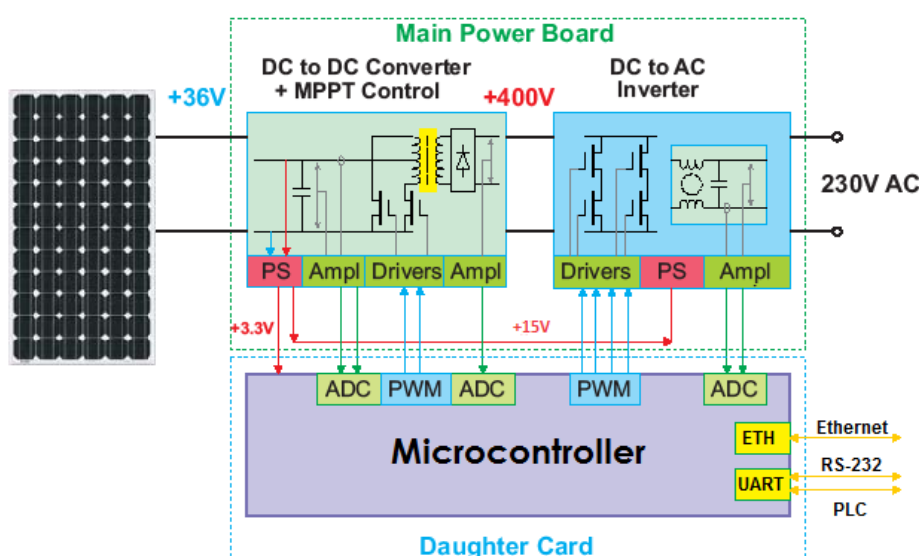 Main Power Board
DC to DC Converter
+ MPPT Control
DC to AC
Inverter
+36V
+400V
230V AC
PS
Ampl
Drivers
Ampl
Drivers
PS
Ampl
+3.3V
+15V
ADC
PWM
ADC
PWM
ADC
Microcontroller
ETH
Ethernet
UART
RS-232
PLC
Daughter Card